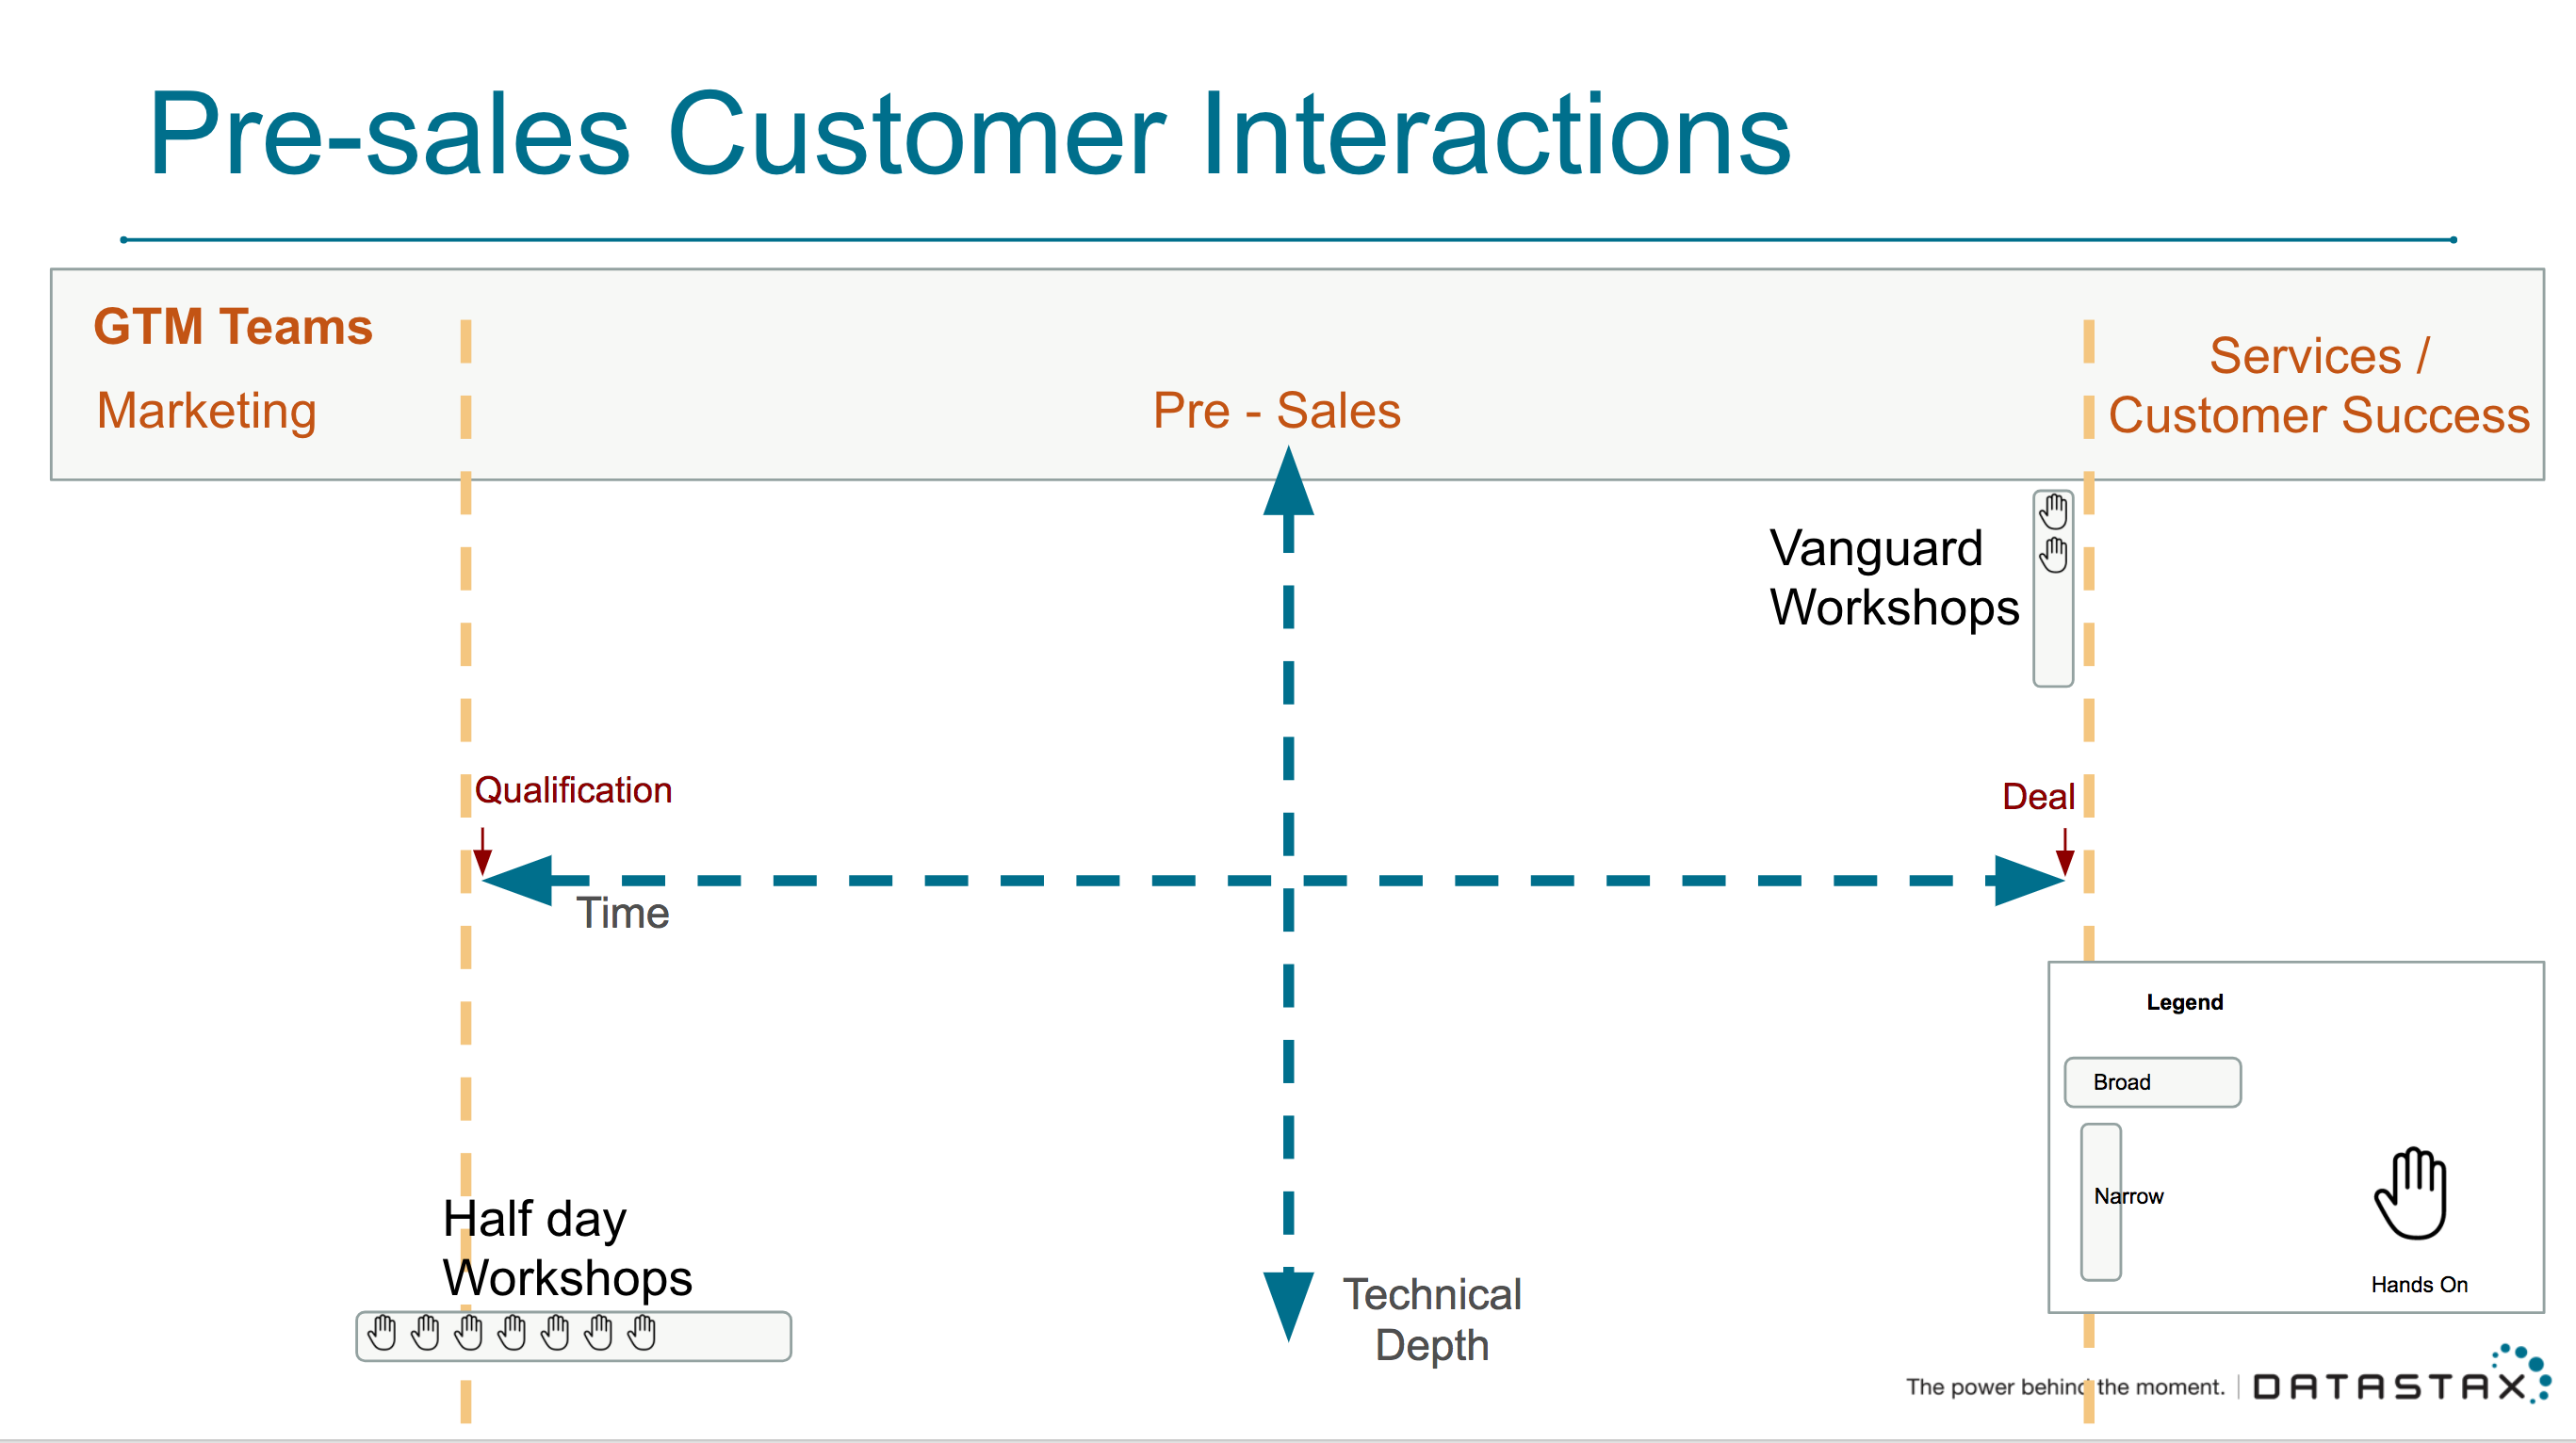 Pre-sales Customer Interactions
GTM Teams
Marketing
Pre - Sales
Services /
Customer Success
Vanguard
Workshops
Qualification
Deal
Time
Half day
Workshops
Technical
Depth
Legend
Broad
Narrow
Hands On
The power behind the moment. | DATASTAX